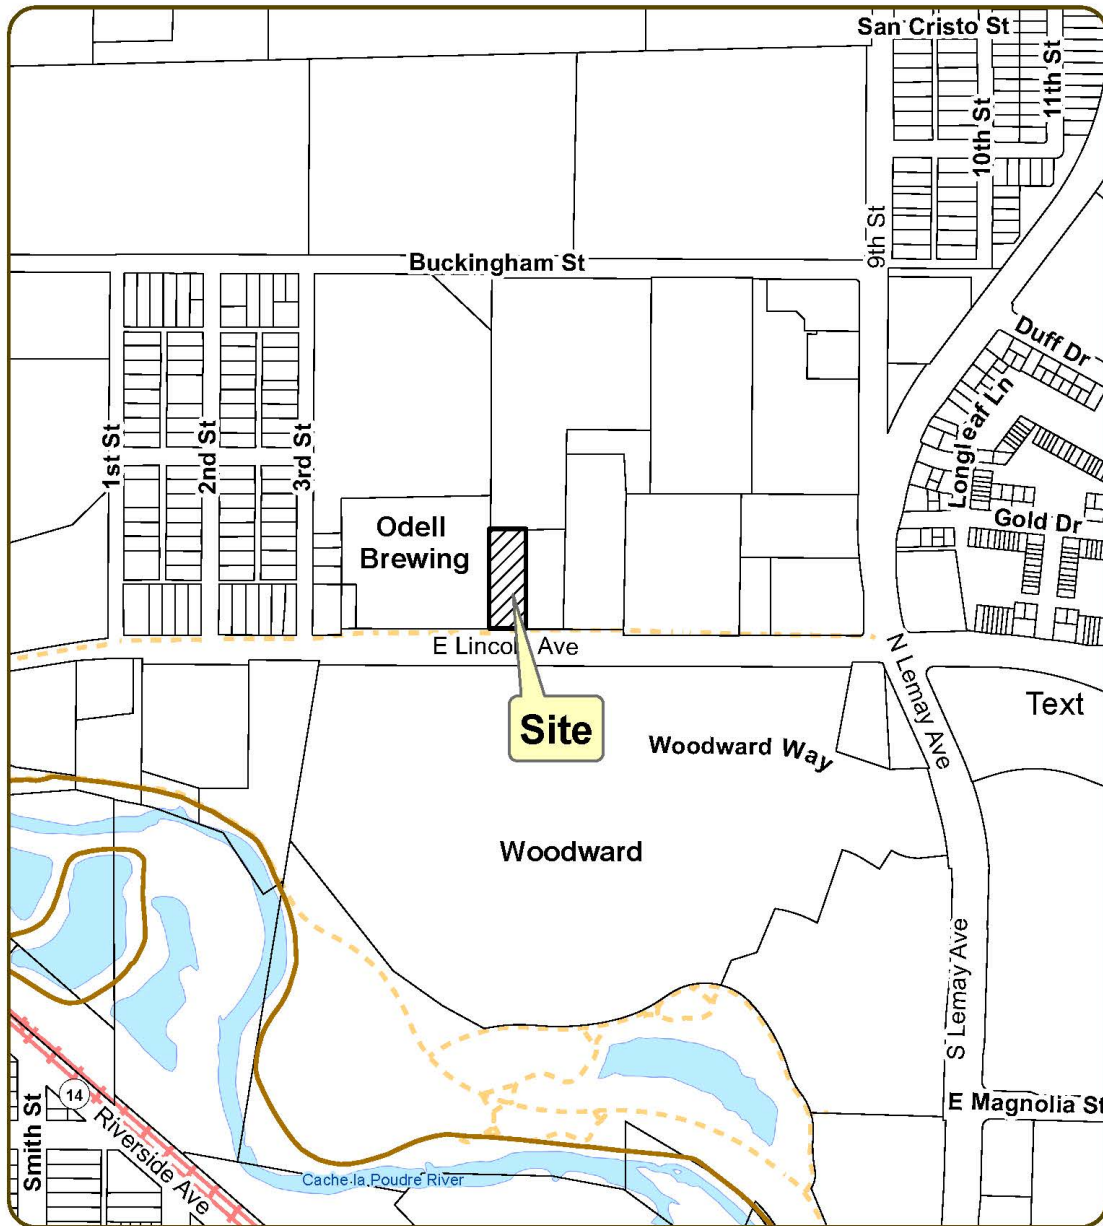 San Cristo St
11th St
10th St
9th St
Buckingham St
Duff Dr
Longleaf Ln
1st St
2nd St
3rd St
Gold Dr
Odell
Brewing
E Lincoln Ave
N Lemay Ave
Text
Site
Woodward Way
Woodward
S Lemay Ave
14
E Magnolia St
Smith St
Riverside Ave
Cache la Poudre River